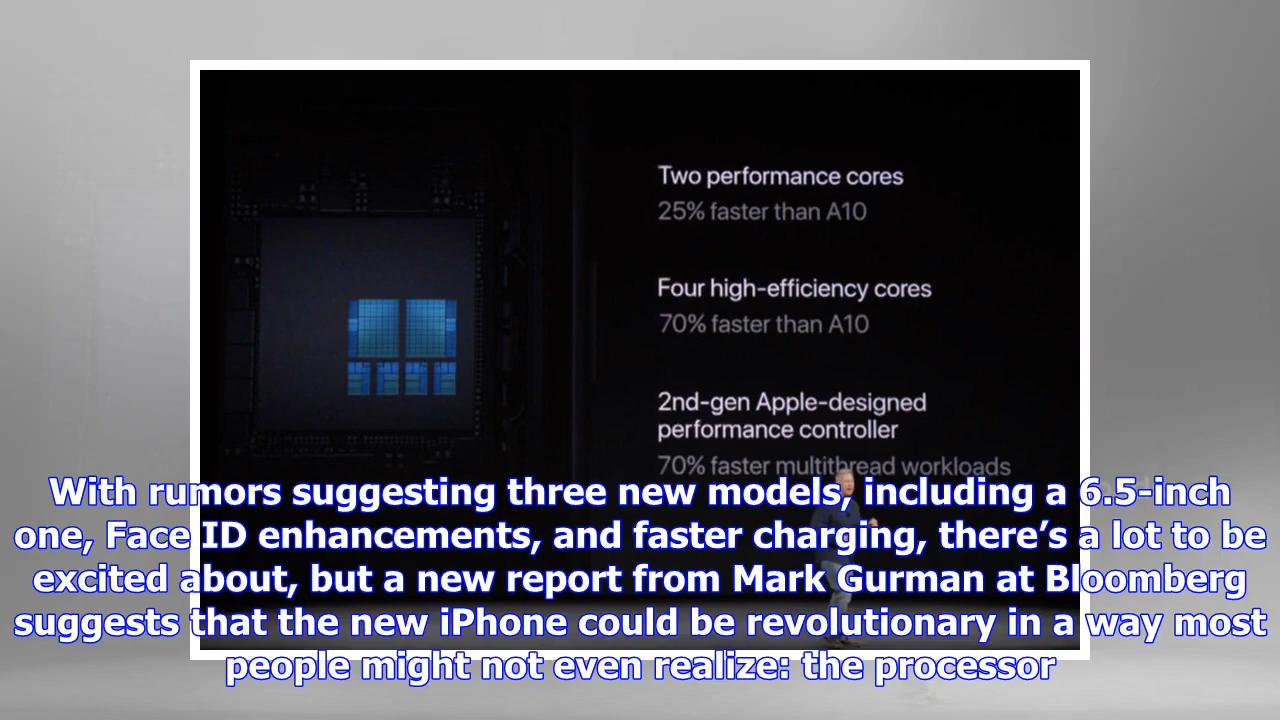 Two performance cores
25% faster than A10
Four high-efficiency cores
70% faster than A10
2nd-gen Apple-designed
performance controller
70% faster multithread workloads
With rumors suggesting three new models, including a 6.5-inch
one, Face ID enhancements, and faster charging, there’s a lot to be
excited about, but a new report from Mark Gurman at Bloomberg
suggests that the new iPhone could be revolutionary in a way most
people might not even realize: the processor